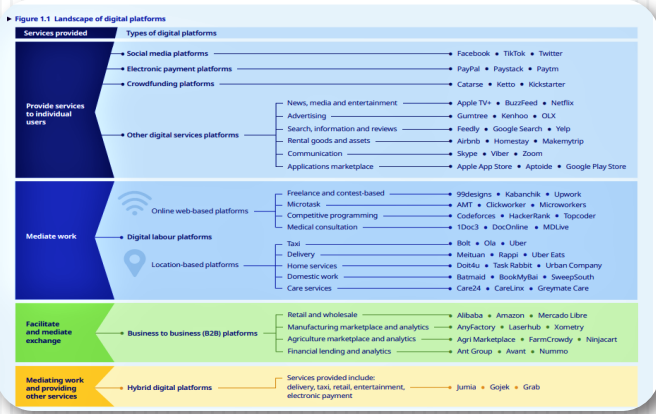 Figure 1.1 Landscape of digital platforms
Services provided Types of digital platforms
Provide services
to individual
users
Social media platforms Facebook • TikTok • Twitter
Electronic payment platforms PayPal • Paystack • Paytm
Crowdfunding platforms Catarse • Ketto • Kickstarter
Other digital services platforms
News, media and entertainment Apple TV+ • BuzzFeed • Netflix
Advertising Gumtree • Kenhoo • OLX
Search, information and reviews Feedly • Google Search • Yelp
Rental goods and assets Airbnb • Homestay • Makemytrip
Communication Skype • Viber • Zoom
Applications marketplace Apple App Store • Aptoide • Google Play Store
Mediate work
Digital labour platforms
Online web-based platforms
Freelance and contest-based 99designs • Kabanchik • Upwork
Microtask AMT • Clickworker • Microworkers
Competitive programming Codeforces • HackerRank • Topcoder
Medical consultation 1Doc3 • DocOnline • MDLive
Location-based platforms
Taxi Bolt • Ola • Uber
Delivery Meituan • Rappi • Uber Eats
Home services Doit4u • Task Rabbit • Urban Company
Domestic work Batmaid • BookMyBai • SweepSouth
Care services Care24 • CareLinx • Greymate Care
Facilitate
and mediate
exchange
Business to business (B2B) platforms
Retail and wholesale Alibaba • Amazon • Mercado Libre
Manufacturing marketplace and analytics AnyFactory • Laserhub • Xometry
Agriculture marketplace and analytics Agri Marketplace • FarmCrowdy • Ninjacart
Financial lending and analytics Ant Group • Avant • Nummo
Mediating work
and providing
other services
Hybrid digital platforms
Services provided include:
delivery, taxi, retail, entertainment,
electronic payment
Jumia • Gojek • Grab